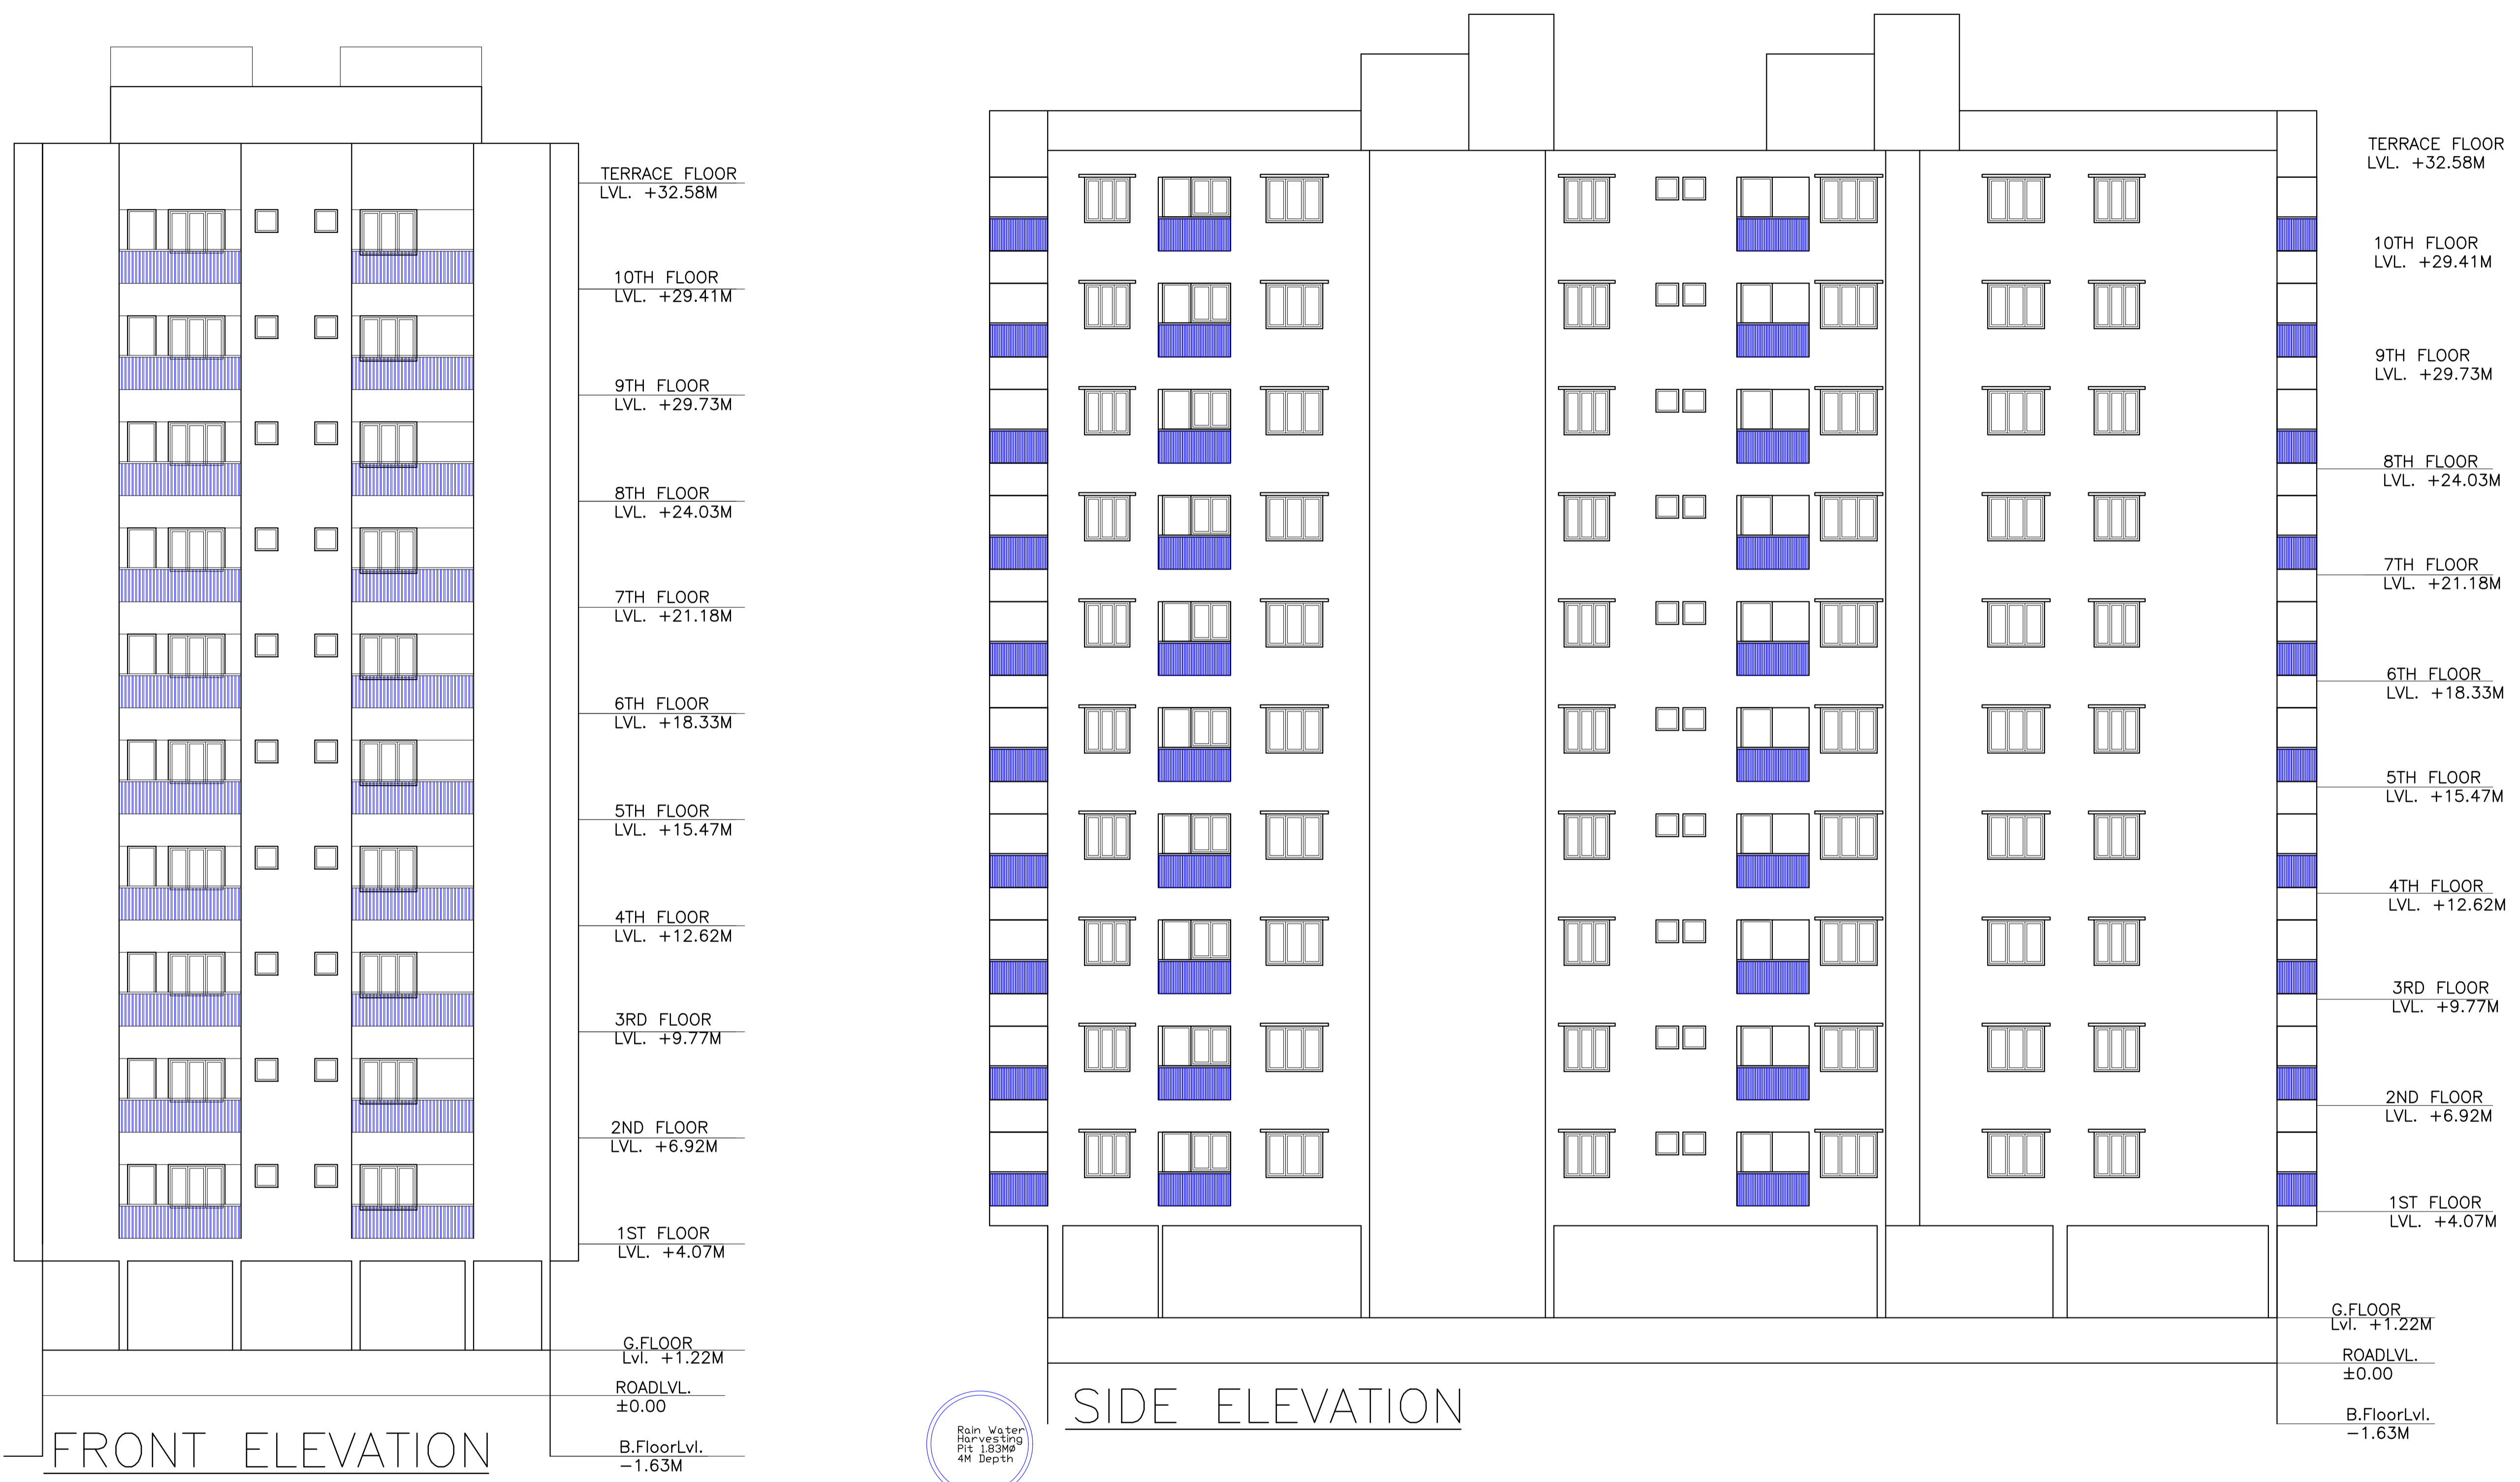 TERRACE FLOOR
LVL. +32.58M
10TH FLOOR
LVL. +29.41M
9TH FLOOR
LVL. +29.73M
8TH FLOOR
LVL. +24.03M
7TH FLOOR
LVL. +21.18M
6TH FLOOR
LVL. +18.33M
5TH FLOOR
LVL. +15.47M
4TH FLOOR
LVL. +12.62M
3RD FLOOR
LVL. +9.77M
2ND FLOOR
LVL. +6.92M
1ST FLOOR
LVL. +4.07M
G.FLOOR
Lvl. +1.22M
ROADLVL.
±0.00
B.FloorLvl.
−1.63M
FRONT ELEVATION
Rain Water
Harvesting
Pit 1.83MØ
4M Depth
TERRACE FLOOR
LVL. +32.58M
10TH FLOOR
LVL. +29.41M
9TH FLOOR
LVL. +29.73M
8TH FLOOR
LVL. +24.03M
7TH FLOOR
LVL. +21.18M
6TH FLOOR
LVL. +18.33M
5TH FLOOR
LVL. +15.47M
4TH FLOOR
LVL. +12.62M
3RD FLOOR
LVL. +9.77M
2ND FLOOR
LVL. +6.92M
1ST FLOOR
LVL. +4.07M
G.FLOOR
Lvl. +1.22M
ROADLVL.
±0.00
B.FloorLvl.
−1.63M
SIDE ELEVATION